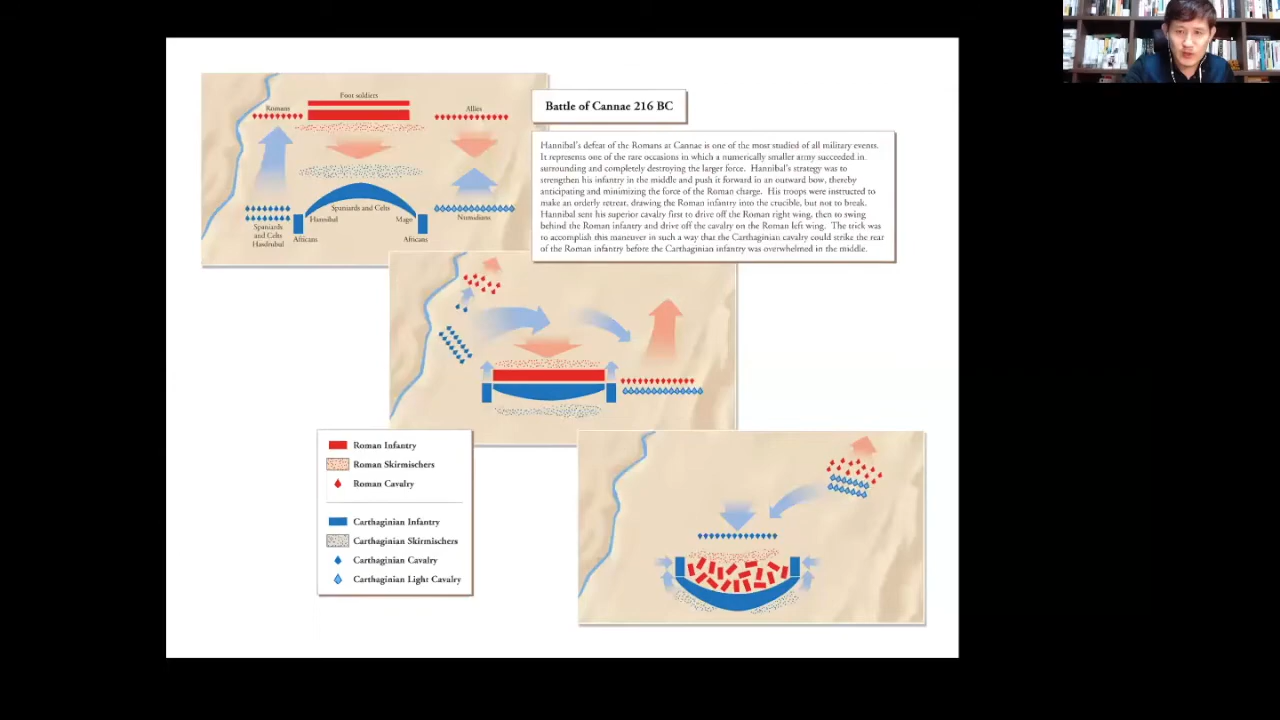 Foot soldiers
Romans
Allies
Spaniards and Celts
Hannibal
Mago
Numidians
Spaniards
and Celts
Hasdrubal
Africans
Africans
Battle of Cannae 216 BC
Hannibal's defeat of the Romans at Cannae is one of the most studied of all military events.
It represents one of the rare occasions in which a numerically smaller army succeeded in
surrounding and completely destroying the larger force. Hannibal's strategy was to
strengthen his infantry in the middle and push it forward in an outward bow, thereby
anticipating and minimizing the force of the Roman charge. His troops were instructed to
make an orderly retreat, drawing the Roman infantry into the crucible, but not to break.
Hannibal sent his superior cavalry first to drive off the Roman right wing, then to swing
behind the Roman infantry and drive off the cavalry on the Roman left wing. The trick was
to accomplish this maneuver in such a way that the Carthaginian cavalry could strike the rear
of the Roman infantry before the Carthaginian infantry was overwhelmed in the middle.
Roman Infantry
Roman Skirmischers
Roman Cavalry
Carthaginian Infantry
Carthaginian Skirmischers
Carthaginian Cavalry
Carthaginian Light Cavalry